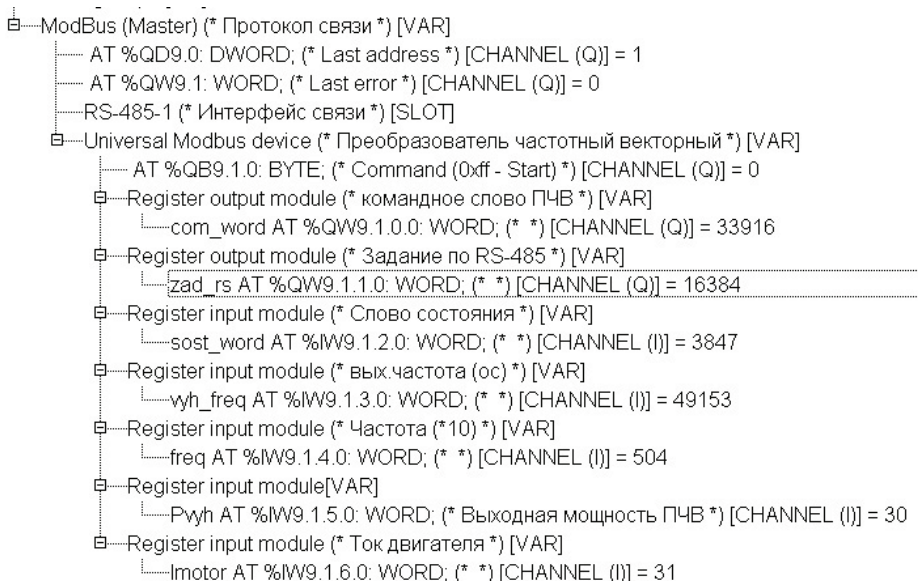 ModBus (Master) (* Протокол связи *) [VAR]
AT %QD9.0: DWORD; (* Last address *) [CHANNEL (Q)] = 1
AT %QW9.1: WORD; (* Last error *) [CHANNEL (Q)] = 0
RS-485-1 (* Интерфейс связи *) [SLOT]
Universal Modbus device (* Преобразователь частотный векторный *) [VAR]
AT %QB9.1.0: BYTE; (* Command (0xff - Start) *) [CHANNEL (Q)] = 0
Register output module (* командное слово ПЧВ *) [VAR]
com_word AT %QW9.1.0.0: WORD; (* *) [CHANNEL (Q)] = 33916
Register output module (* Задание по RS-485 *) [VAR]
zad_rs AT %QW9.1.1.0: WORD; (* *) [CHANNEL (Q)] = 16384
Register input module (* Слово состояния *) [VAR]
sost_word AT %IW9.1.2.0: WORD; (* *) [CHANNEL (I)] = 3847
Register input module (* вых.частота (ос) *) [VAR]
vyh_freq AT %IW9.1.3.0: WORD; (* *) [CHANNEL (I)] = 49153
Register input module (* Частота (*10) *) [VAR]
freq AT %IW9.1.4.0: WORD; (* *) [CHANNEL (I)] = 504
Register input module[VAR]
Pvyh AT %IW9.1.5.0: WORD; (* Выходная мощность ПЧВ *) [CHANNEL (I)] = 30
Register input module (* Ток двигателя *) [VAR]
Imotor AT %IW9.1.6.0: WORD; (* *) [CHANNEL (I)] = 31